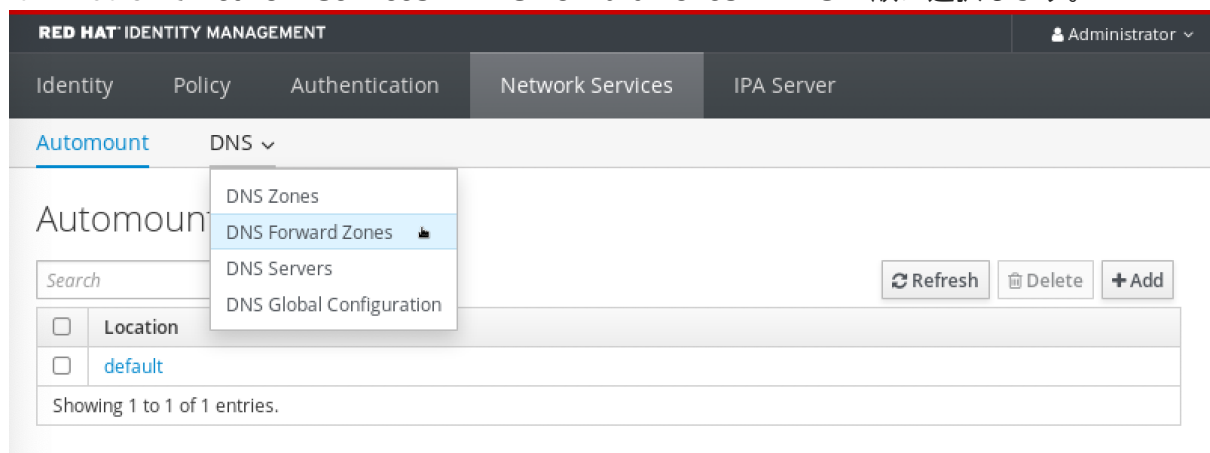 RED HAT® IDENTITY MANAGEMENT
Administrator
Identity Policy Authentication Network Services IPA Server
Automount DNS
DNS Zones
DNS Forward Zones
DNS Servers
DNS Global Configuration
Search
Refresh Delete Add
Location
default
Showing 1 to 1 of 1 entries.